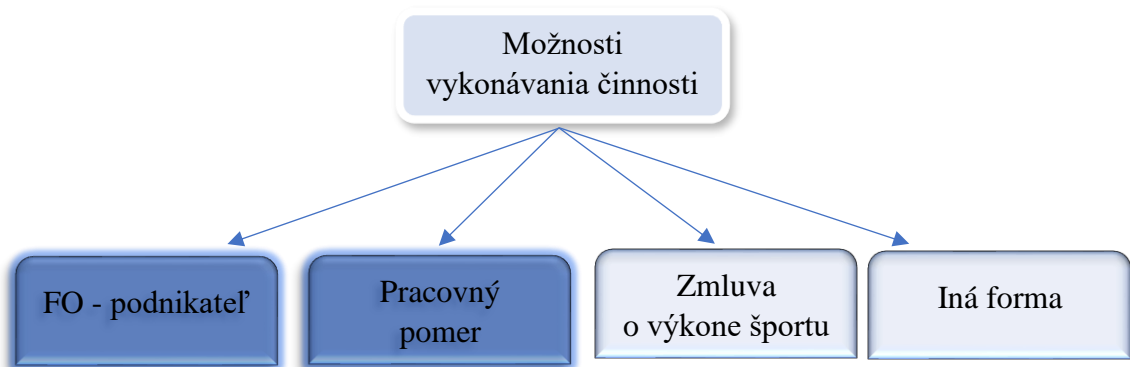 Možnosti
vykonávania činnosti
FO - podnikateľ
Pracovný
pomer
Zmluva
o výkone športu
Iná forma